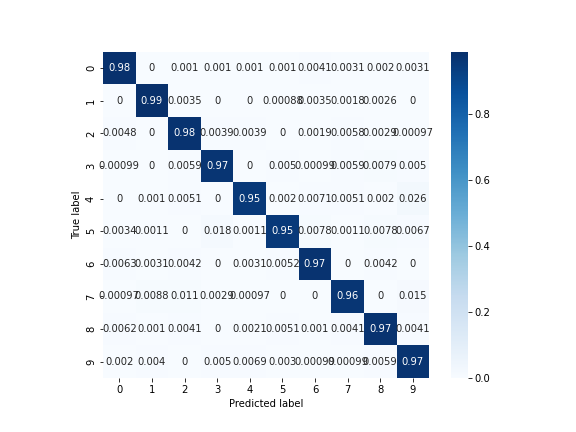 0 0.98 0 0.001 0.001 0.001 0.001 0.0041 0.0031 0.002 0.0031
1 0 0.99 0.0035 0 0 0.00088 0.0035 0.0018 0.0026 0
0.8
2 0.0048 0 0.98 0.0039 0.0039 0 0.0019 0.0058 0.0029 0.00097
3 0.00099 0 0.0059 0.97 0 0.005 0.00099 0.0059 0.0079 0.005
0.6
4 0 0.001 0.0051 0 0.95 0.002 0.0071 0.0051 0.002 0.026
True label
5 0.0034 0.0011 0 0.018 0.0011 0.95 0.0078 0.0011 0.0078 0.0067
0.4
6 0.0063 0.0031 0.0042 0 0.0031 0.0052 0.97 0 0.0042 0
7 0.00097 0.0088 0.011 0.0029 0.00097 0 0 0.96 0 0.015
0.2
8 0.0062 0.001 0.0041 0 0.0021 0.0051 0.001 0.0041 0.97 0.0041
9 0.002 0.004 0 0.005 0.0069 0.003 0.00099 0.00099 0.0059 0.97
0.0
0 1 2 3 4 5 6 7 8 9
Predicted label